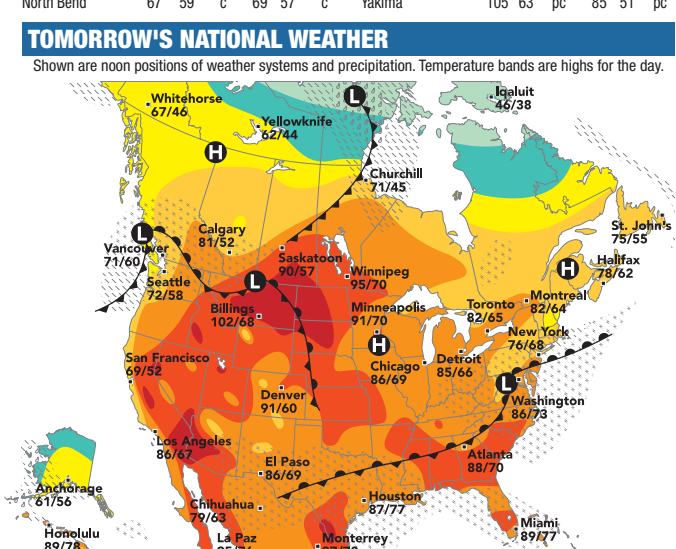 North Bend 67 59 c 69 57 c Yakima 105 63 pc 85 51 pc
TOMORROW'S NATIONAL WEATHER
Shown are noon positions of weather systems and precipitation. Temperature bands are highs for the day.
L
Iqaluit
46/38
Whitehorse
67/46
Yellowknife
62/44
H
Churchill
71/45
L
Vancouver
71/60
Calgary
81/52
St. John's
75/55
Seattle
72/58
Saskatoon
90/57
Winnipeg
95/70
H
Halifax
78/62
L
Billings
102/68
Minneapolis
91/70
Toronto
82/65
Montreal
82/64
New York
76/68
H
San Francisco
69/52
Chicago
86/69
Detroit
85/66
Denver
91/60
L
Washington
86/73
Los Angeles
86/67
El Paso
86/69
Atlanta
88/70
Anchorage
61/56
Chihuahua
79/63
Houston
87/77
Honolulu
89/78
La Paz
Monterrey
Miami
89/77